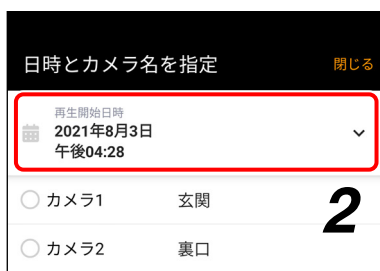 日時とカメラ名を指定 閉じる
再生開始日時
2021年8月3日
午後04:28
カメラ1 玄関
カメラ2 裏口
2